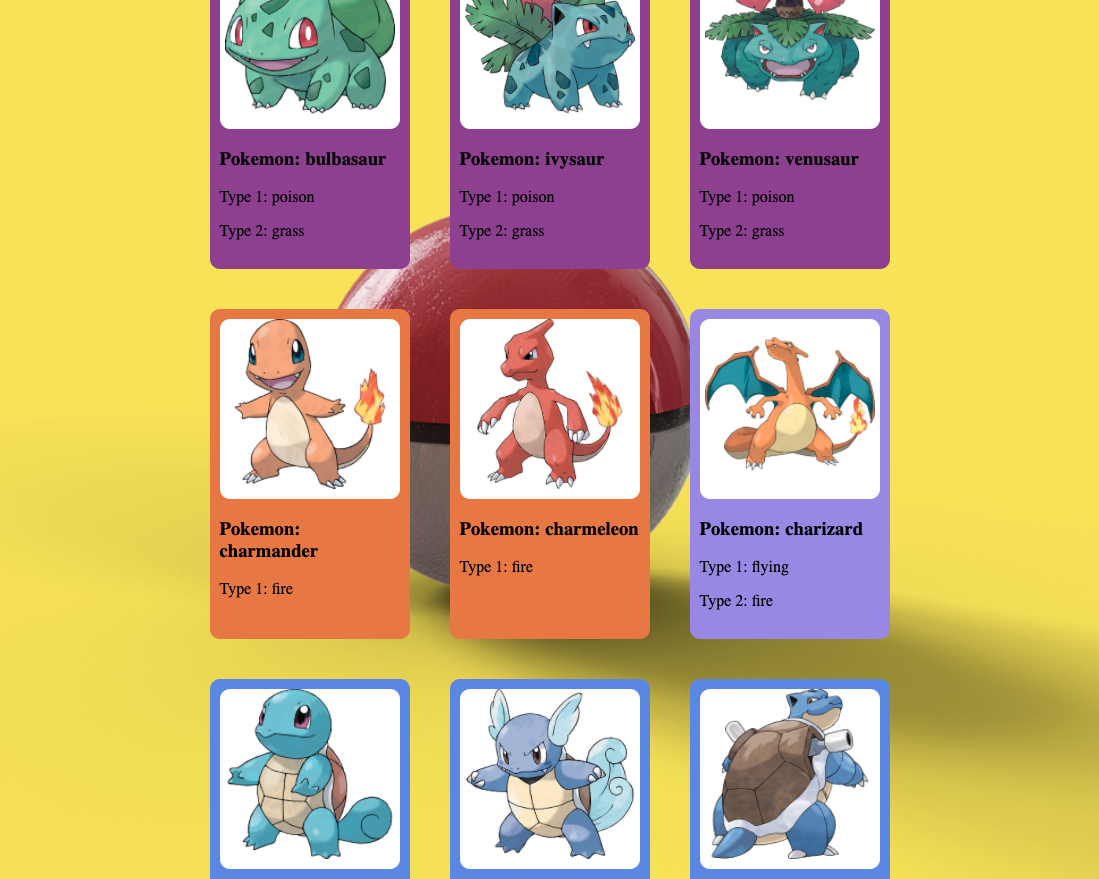 Pokemon: bulbasaur
Type 1: poison
Type 2: grass
Pokemon: ivysaur
Type 1: poison
Type 2: grass
Pokemon: venusaur
Type 1: poison
Type 2: grass
Pokemon:
charmander
Type 1: fire
Pokemon: charmeleon
Type 1: fire
Pokemon: charizard
Type 1: flying
Type 2: fire